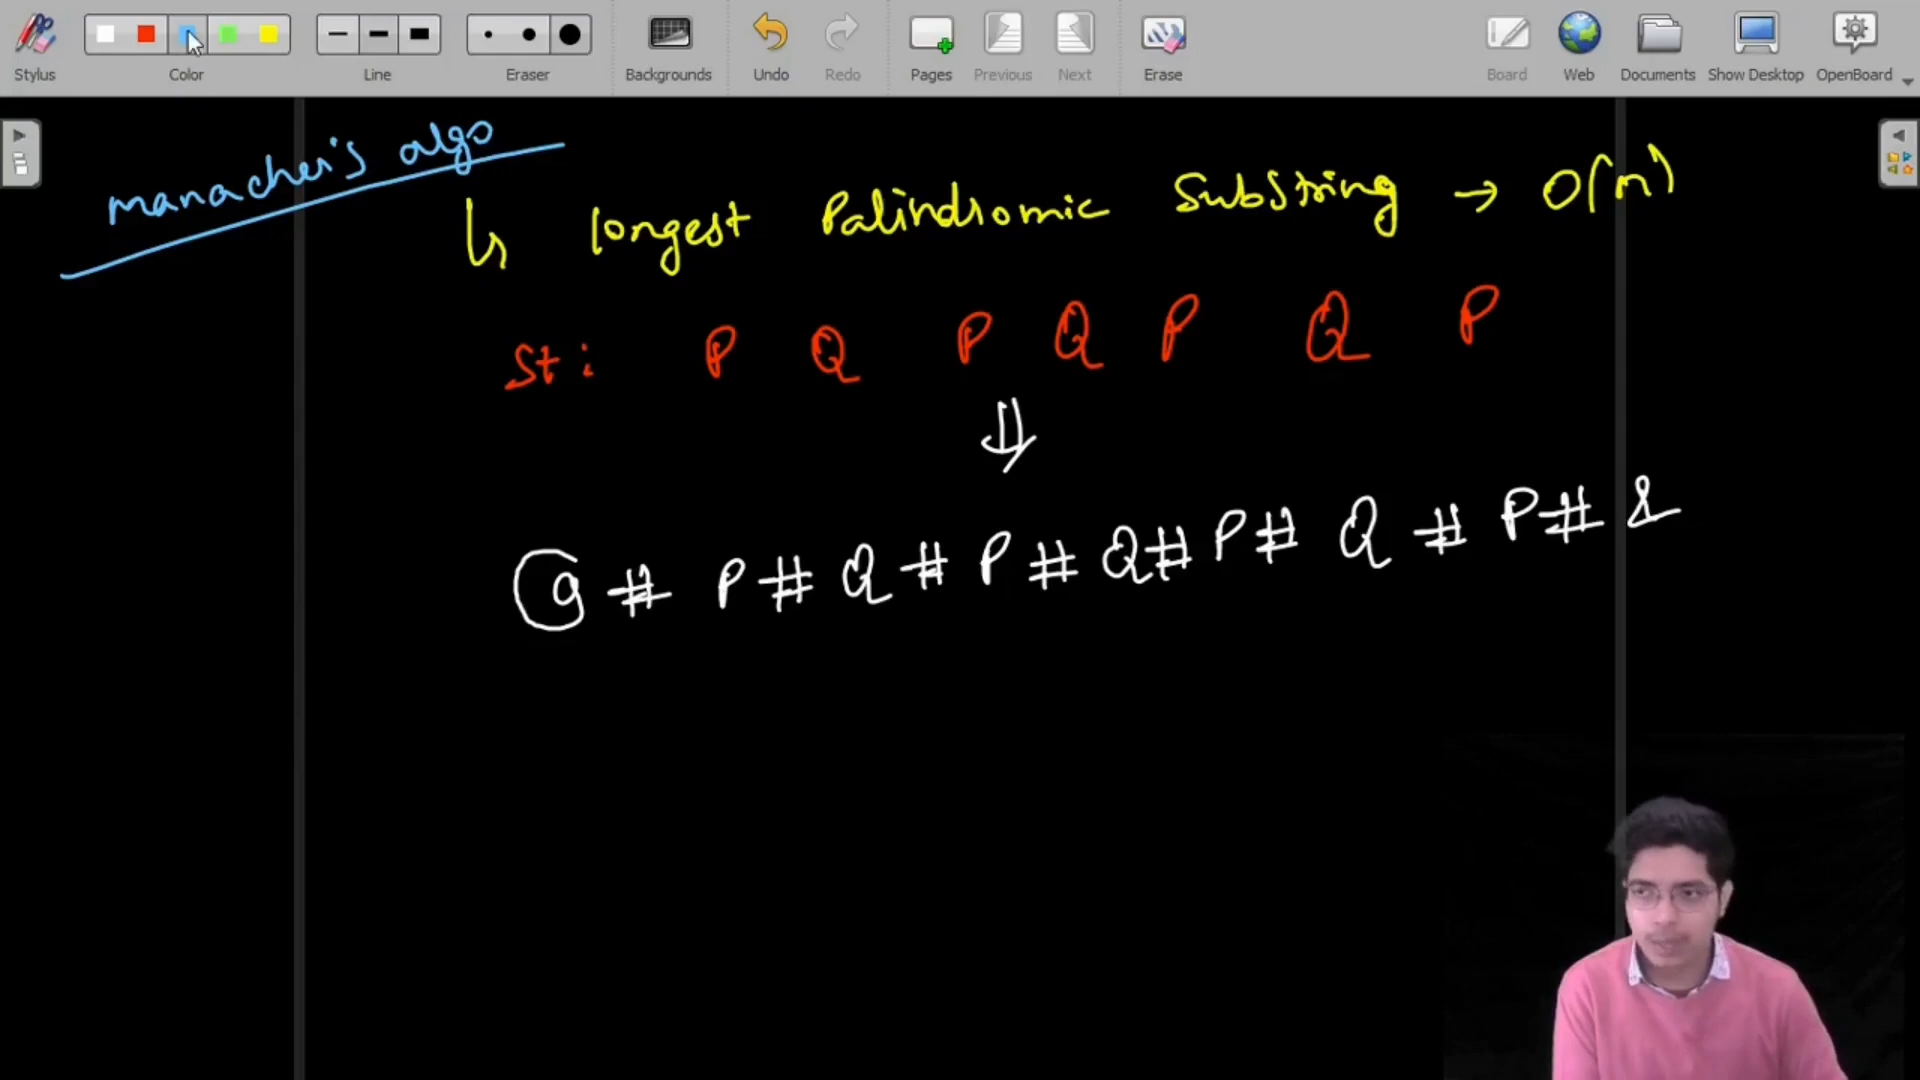 Stylus Color Line Eraser Backgrounds Undo Redo Pages Previous Next Erase Board Web Documents Show Desktop OpenBoard
manacher's algo
↳ longest Palindromic SubString → O(n)
St: P Q P Q P Q P
⇓
@ # P # Q # P # Q # P # Q # P # &